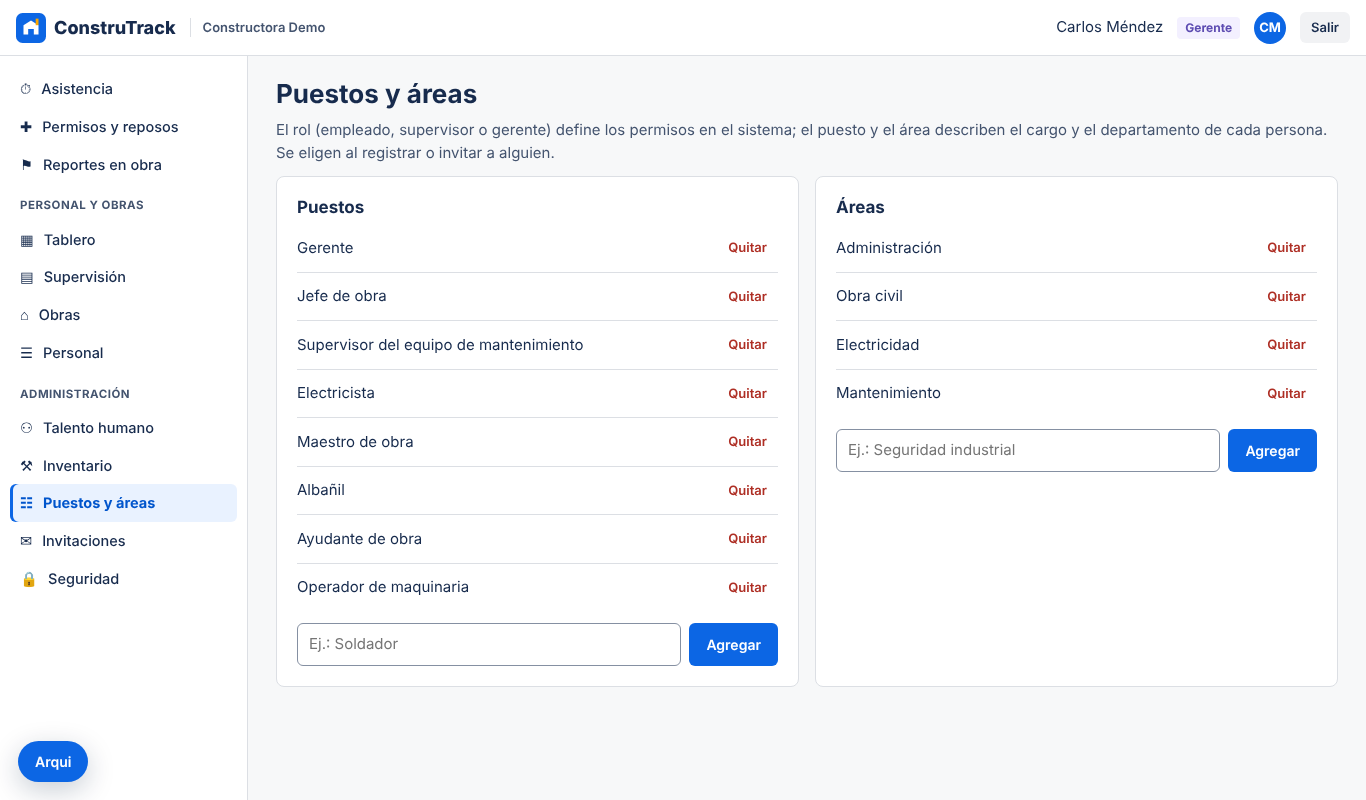 ConstruTrack
Constructora Demo
Carlos Méndez
Gerente
CM
Salir
Asistencia
Permisos y reposos
Reportes en obra
PERSONAL Y OBRAS
Tablero
Supervisión
Obras
Personal
ADMINISTRACIÓN
Talento humano
Inventario
Puestos y áreas
Invitaciones
Seguridad
Arqui
Puestos y áreas
El rol (empleado, supervisor o gerente) define los permisos en el sistema; el puesto y el área describen el cargo y el departamento de cada persona.
Se eligen al registrar o invitar a alguien.
Puestos
Gerente Quitar
Jefe de obra Quitar
Supervisor del equipo de mantenimiento Quitar
Electricista Quitar
Maestro de obra Quitar
Albañil Quitar
Ayudante de obra Quitar
Operador de maquinaria Quitar
Ej.: Soldador Agregar
Áreas
Administración Quitar
Obra civil Quitar
Electricidad Quitar
Mantenimiento Quitar
Ej.: Seguridad industrial Agregar